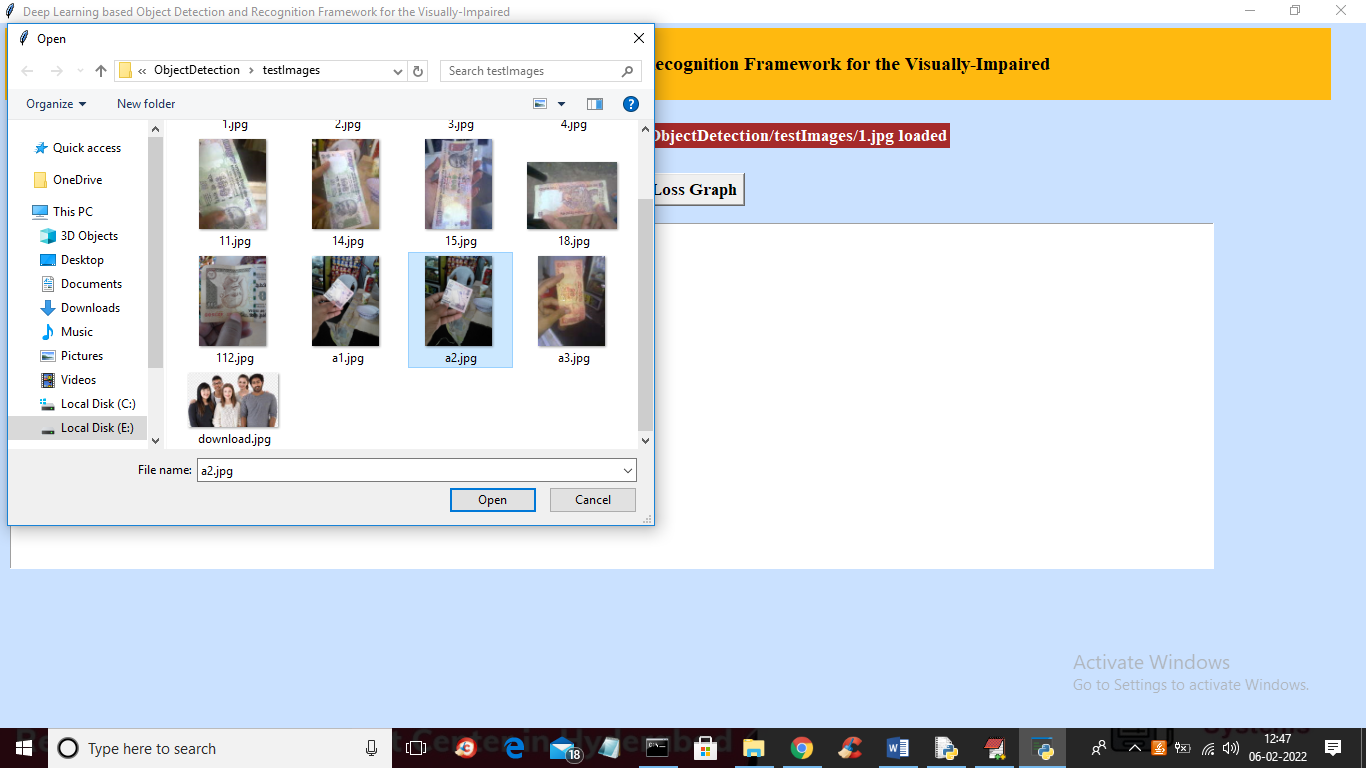 Deep Learning based Object Detection and Recognition Framework for the Visually-Impaired
Open
ecognition Framework for the Visually-Impaired
« ObjectDetection > testImages
Search testImages
Organize
New folder
ObjectDetection/testImages/1.jpg loaded
Loss Graph
Quick access
OneDrive
This PC
3D Objects
Desktop
Documents
Downloads
Music
Pictures
Videos
Local Disk (C:)
Local Disk (E:)
1.jpg 2.jpg 3.jpg 4.jpg
11.jpg 14.jpg 15.jpg 18.jpg
112.jpg a1.jpg a2.jpg a3.jpg
download.jpg
File name: a2.jpg
Open Cancel
Activate Windows
Go to Settings to activate Windows.
Type here to search
18
12:47
06-02-2022